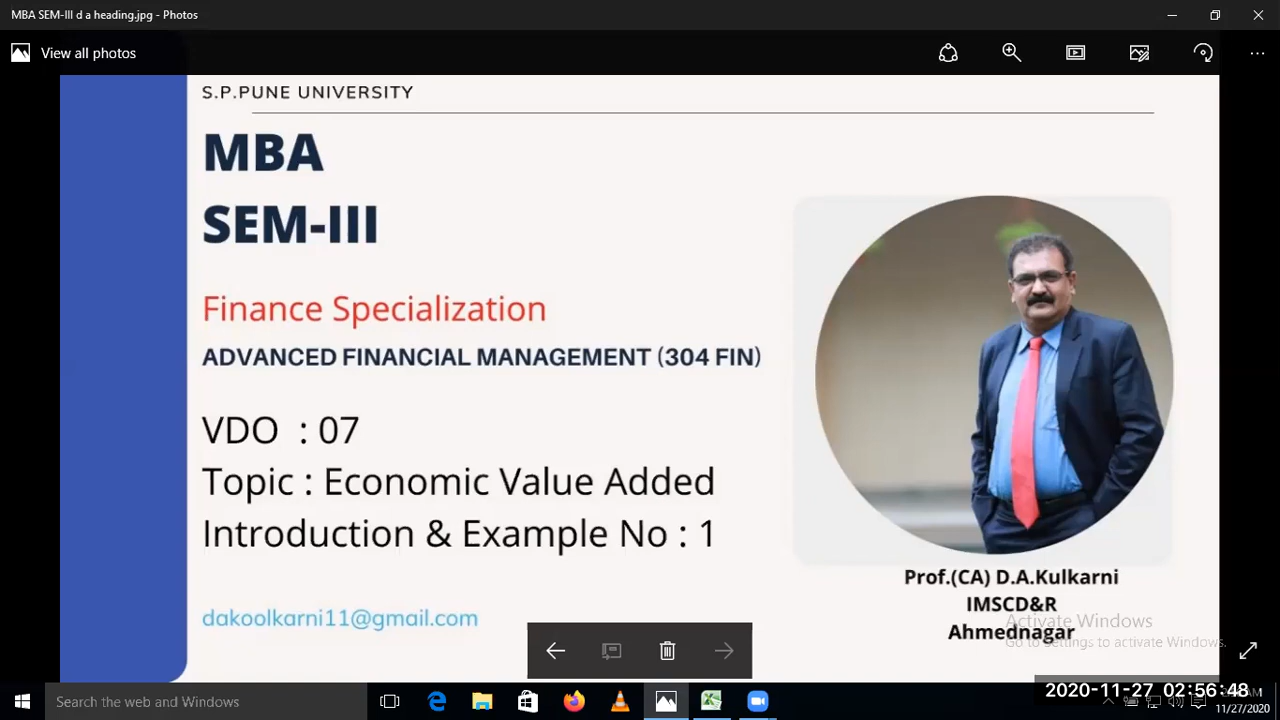 MBA SEM-III d a heading.jpg - Photos
View all photos
S.P.PUNE UNIVERSITY
MBA
SEM-III
Finance Specialization
ADVANCED FINANCIAL MANAGEMENT (304 FIN)
VDO : 07
Topic : Economic Value Added
Introduction & Example No : 1
dakoolkarni11@gmail.com
Prof.(CA) D.A.Kulkarni
IMSCD&R
Ahmednagar
Activate Windows
Go to Settings to activate Windows.
Search the web and Windows
2020-11-27 02:56:48
11/27/2020